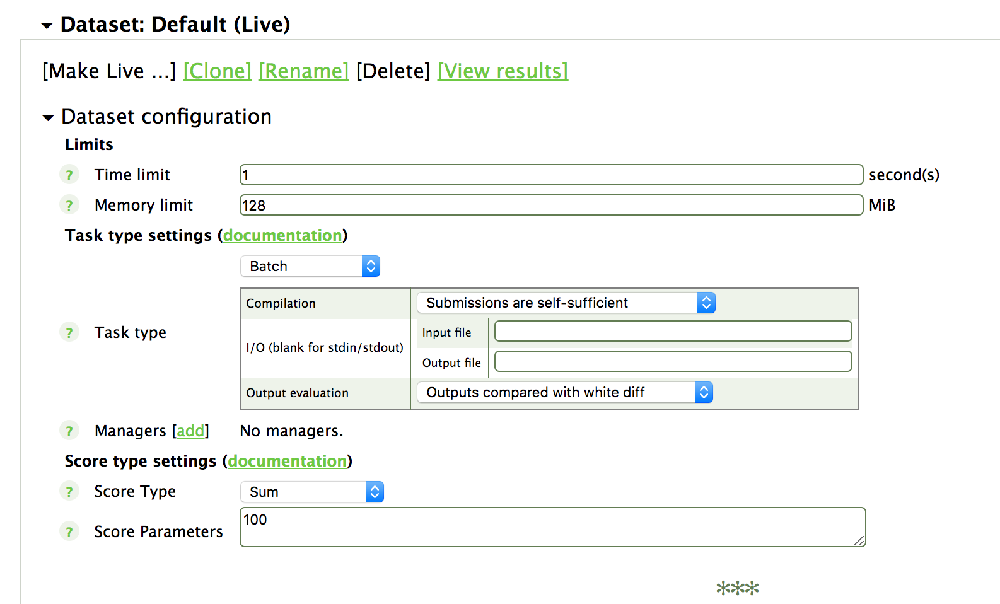 Dataset: Default (Live)
[Make Live ...] [Clone] [Rename] [Delete] [View results]
Dataset configuration
Limits
? Time limit 1 second(s)
? Memory limit 128 MiB
Task type settings (documentation)
Batch
Compilation Submissions are self-sufficient
? Task type
I/O (blank for stdin/stdout)
Input file
Output file
Output evaluation Outputs compared with white diff
? Managers [add] No managers.
Score type settings (documentation)
? Score Type Sum
? Score Parameters 100
***